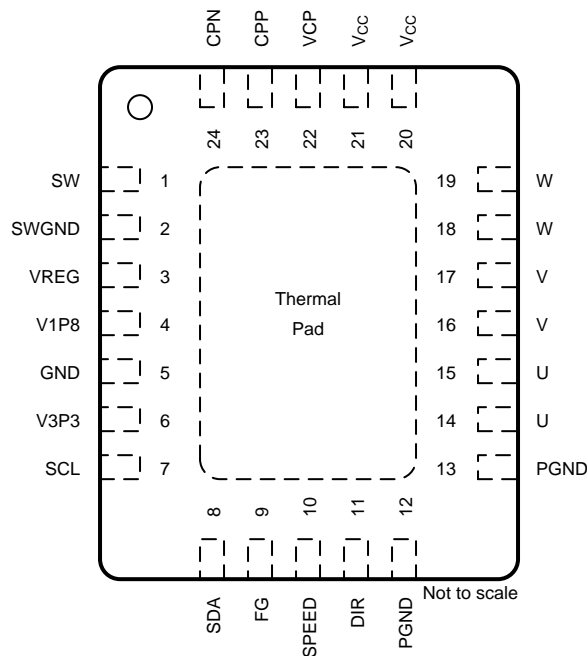 CPN
CPP
VCP
VCC
VCC
24
23
22
21
20
SW 1
SWGND 2
VREG 3
V1P8 4
GND 5
V3P3 6
SCL 7
Thermal
Pad
19 W
18 W
17 V
16 V
15 U
14 U
13 PGND
8
9
10
11
12
SDA
FG
SPEED
DIR
PGND
Not to scale